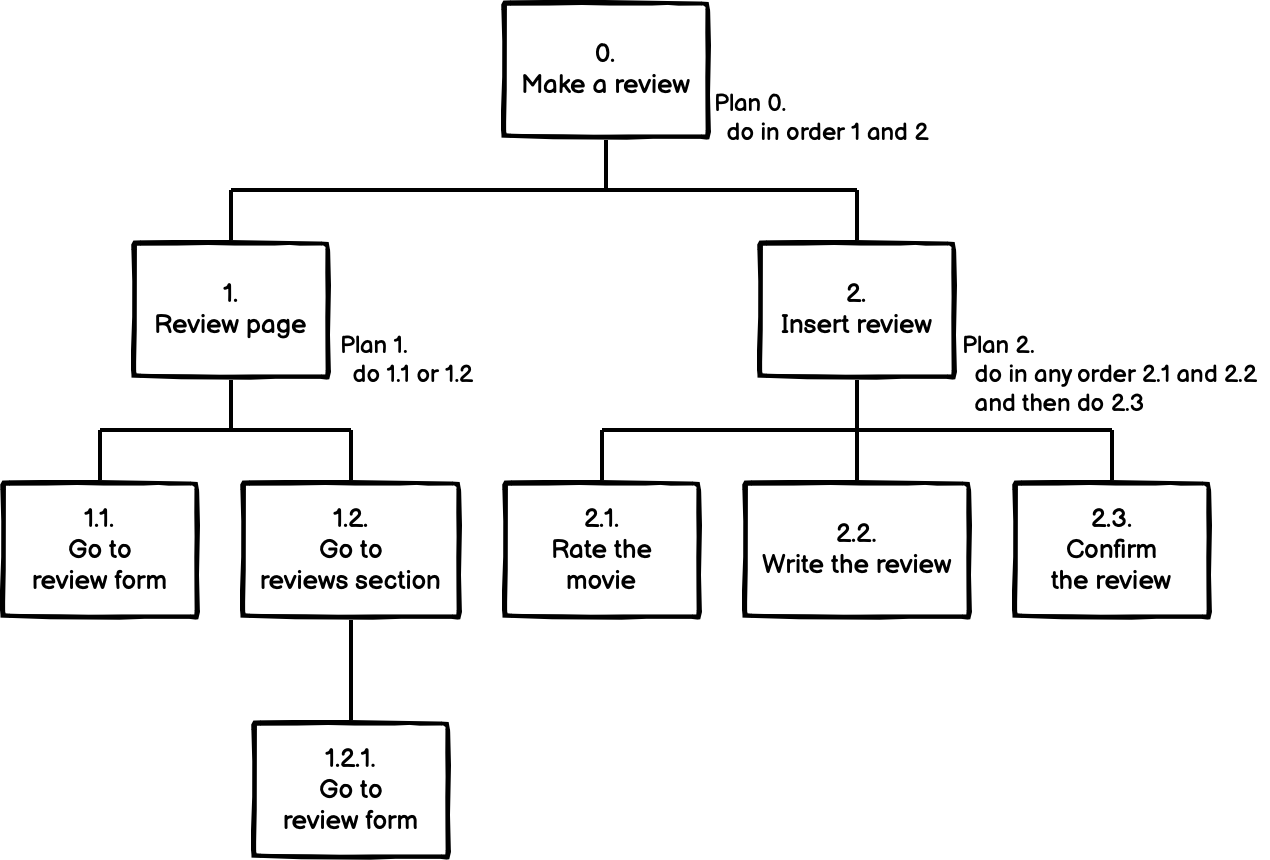 0.
Make a review
Plan 0.
do in order 1 and 2
1.
Review page
Plan 1.
do 1.1 or 1.2
2.
Insert review
Plan 2.
do in any order 2.1 and 2.2
and then do 2.3
1.1.
Go to
review form
1.2.
Go to
reviews section
2.1.
Rate the
movie
2.2.
Write the review
2.3.
Confirm
the review
1.2.1.
Go to
review form